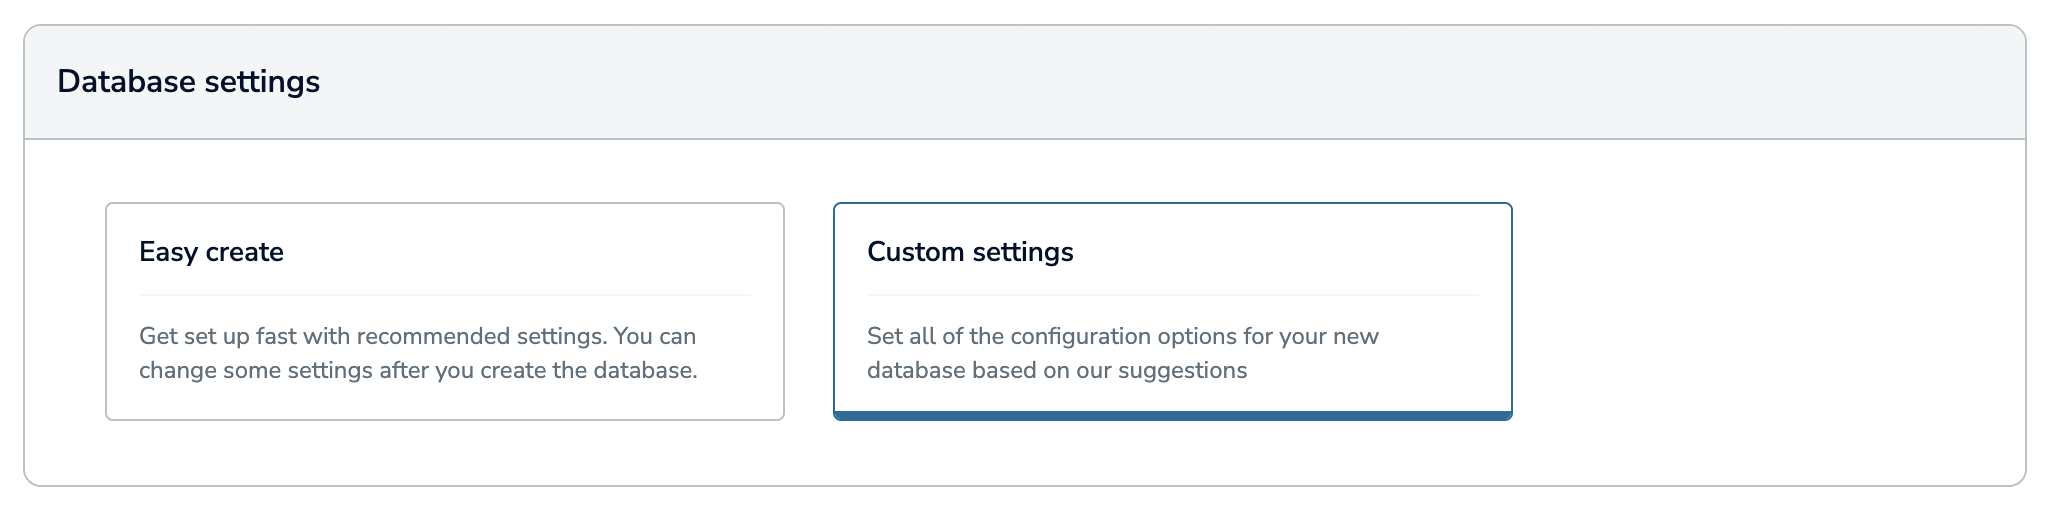 Database settings
Easy create
Get set up fast with recommended settings. You can
change some settings after you create the database.
Custom settings
Set all of the configuration options for your new
database based on our suggestions